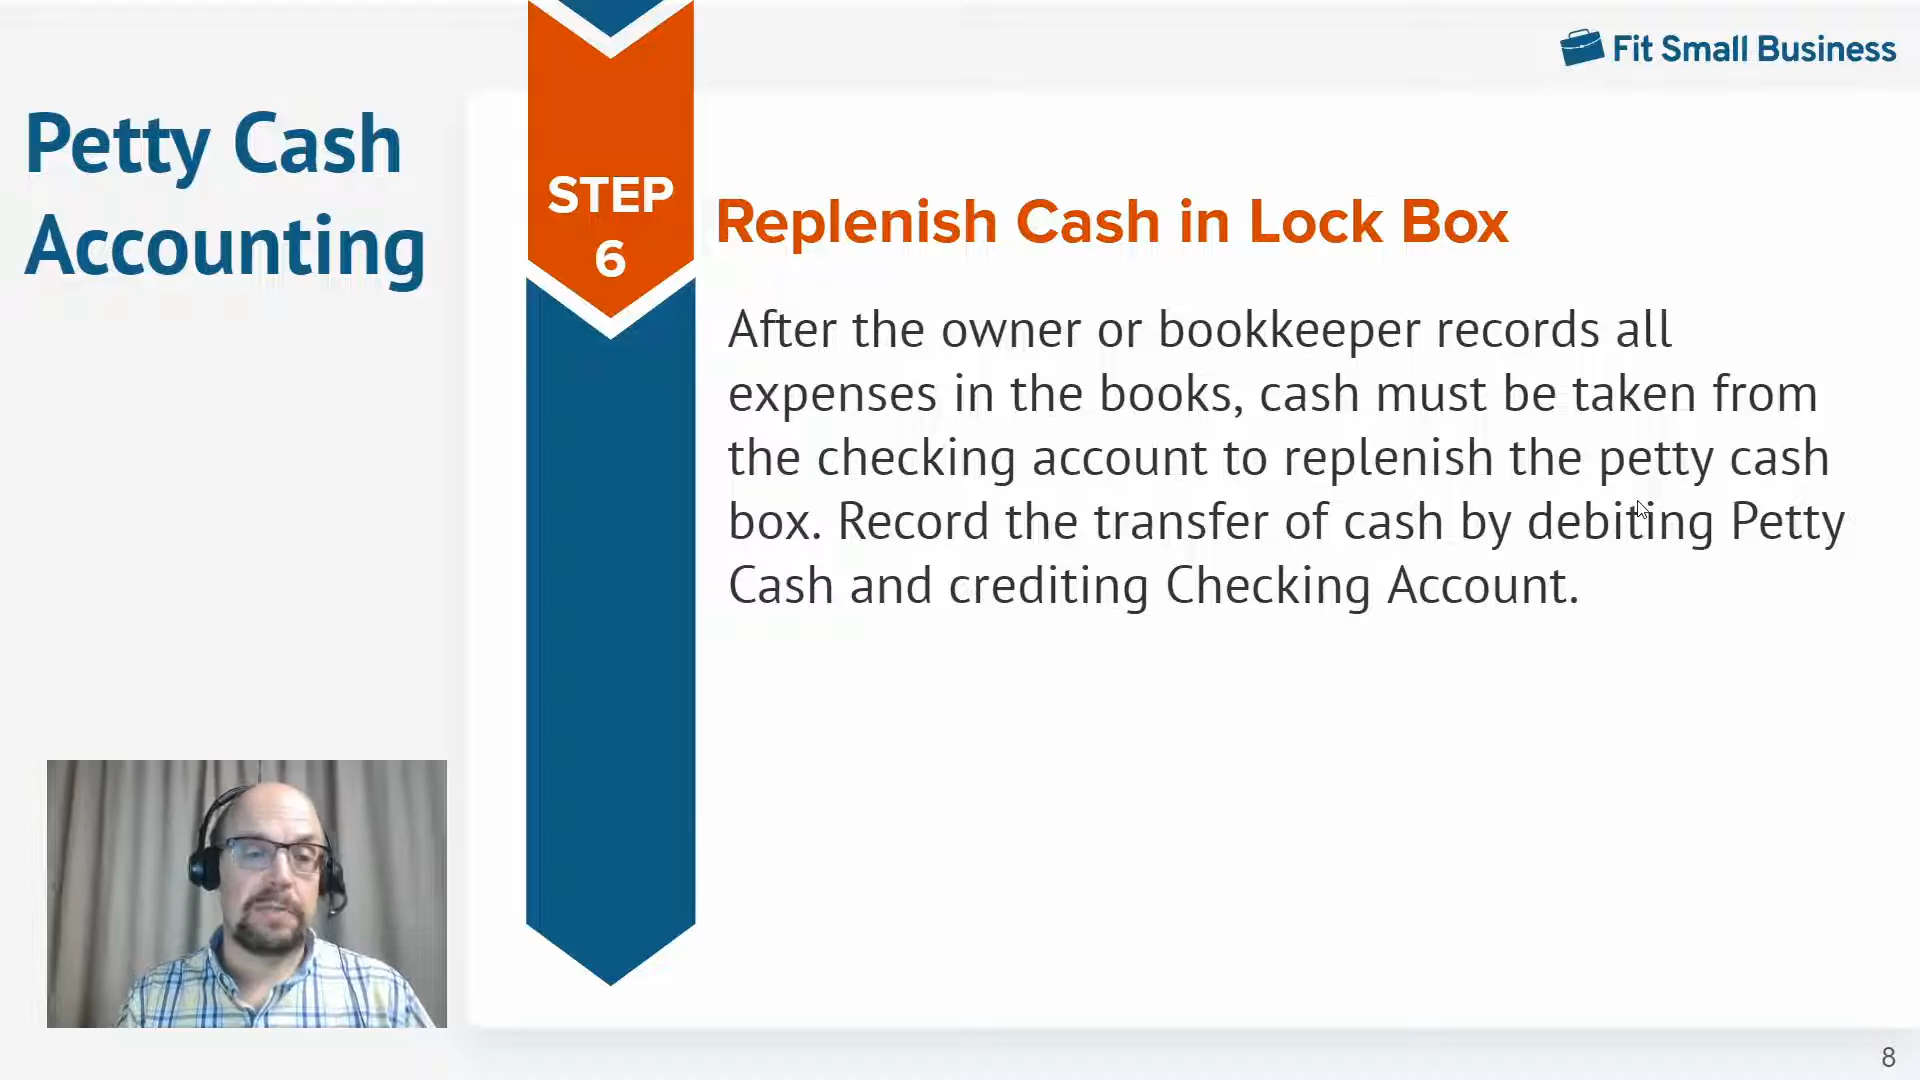 Fit Small Business
Petty Cash
Accounting
STEP
6
Replenish Cash in Lock Box
After the owner or bookkeeper records all
expenses in the books, cash must be taken from
the checking account to replenish the petty cash
box. Record the transfer of cash by debiting Petty
Cash and crediting Checking Account.
8